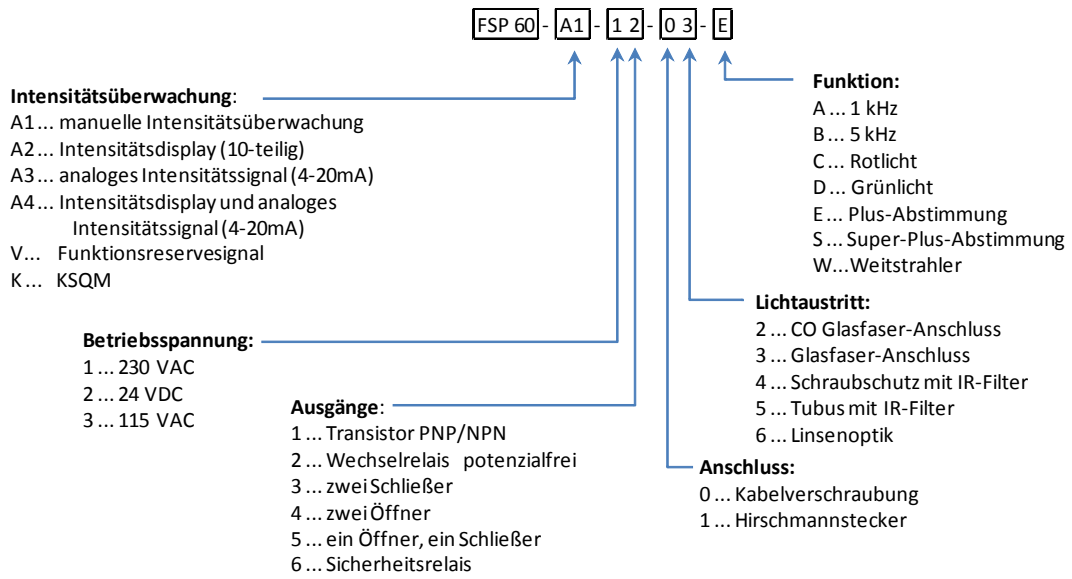 FSP 60 - A1 - 1 2 - 0 3 - E
Intensitätsüberwachung:
A1... manuelle Intensitätsüberwachung
A2... Intensitätsdisplay (10-teilig)
A3... analoges Intensitätssignal (4-20mA)
A4... Intensitätsdisplay und analoges
Intensitätssignal (4-20mA)
V... Funktionsreservesignal
K... KSQM
Betriebsspannung:
1 ... 230 VAC
2 ... 24 VDC
3 ... 115 VAC
Ausgänge:
1 ... Transistor PNP/NPN
2 ... Wechselrelais potenzialfrei
3 ... zwei Schließer
4 ... zwei Öffner
5 ... ein Öffner, ein Schließer
6 ... Sicherheitsrelais
Funktion:
A ... 1 kHz
B ... 5 kHz
C ... Rotlicht
D ... Grünlicht
E ... Plus-Abstimmung
S ... Super-Plus-Abstimmung
W...Weitstrahler
Lichtaustritt:
2 ... CO Glasfaser-Anschluss
3 ... Glasfaser-Anschluss
4 ... Schraubschutz mit IR-Filter
5 ... Tubus mit IR-Filter
6 ... Linsenoptik
Anschluss:
0 ... Kabelverschraubung
1 ... Hirschmannstecker